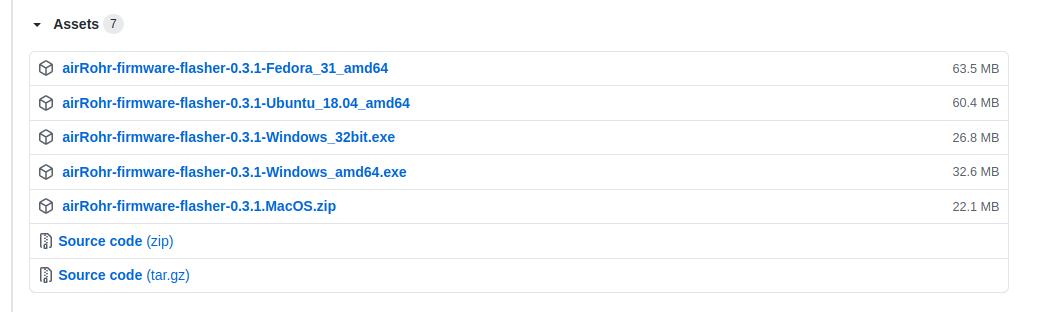 Assets 7
airRohr-firmware-flasher-0.3.1-Fedora_31_amd64 63.5 MB
airRohr-firmware-flasher-0.3.1-Ubuntu_18.04_amd64 60.4 MB
airRohr-firmware-flasher-0.3.1-Windows_32bit.exe 26.8 MB
airRohr-firmware-flasher-0.3.1-Windows_amd64.exe 32.6 MB
airRohr-firmware-flasher-0.3.1.MacOS.zip 22.1 MB
Source code (zip)
Source code (tar.gz)